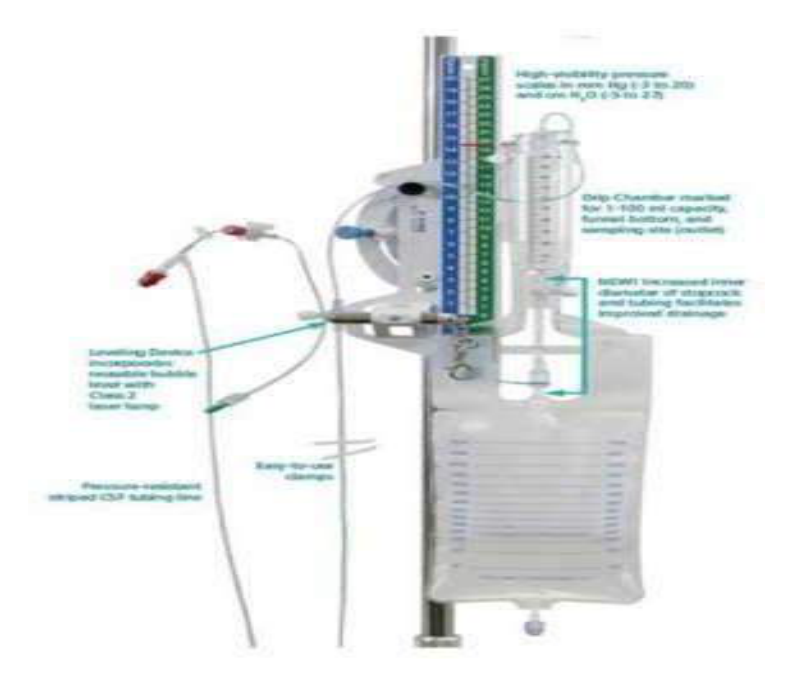 High-visibility pressure
scales in mm Hg (-3 to 20)
and cm H₂O (-5 to 27)
Drip Chamber marked
for 1-100 ml capacity,
funnel bottom, and
sampling site (outlet)
NEW! Increased inner
diameter of stopcock
and tubing facilitates
improved drainage
Leveling Device
incorporates
reusable bubble
level with
Class 2
laser lamp
Easy-to-use
clamps
Pressure-resistant
striped CSF tubing line